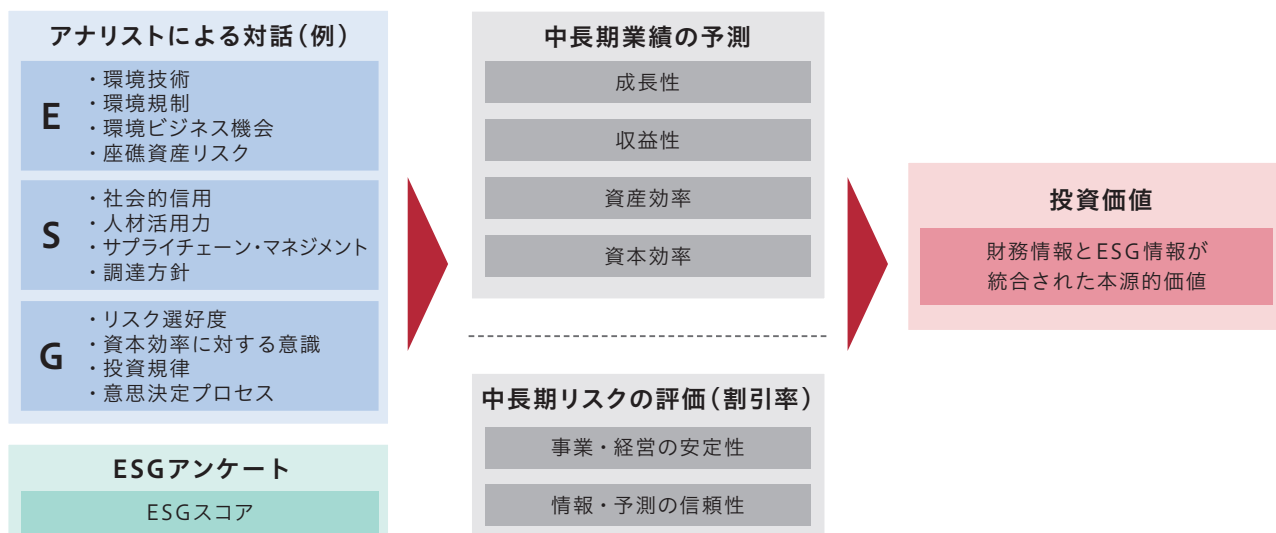 アナリストによる対話（例）
E
・環境技術
・環境規制
・環境ビジネス機会
・座礁資産リスク
S
・社会的信用
・人材活用力
・サプライチェーン・マネジメント
・調達方針
G
・リスク選好度
・資本効率に対する意識
・投資規律
・意思決定プロセス
ESGアンケート
ESGスコア
中長期業績の予測
成長性
収益性
資産効率
資本効率
中長期リスクの評価（割引率）
事業・経営の安定性
情報・予測の信頼性
投資価値
財務情報とESG情報が
統合された本源的価値